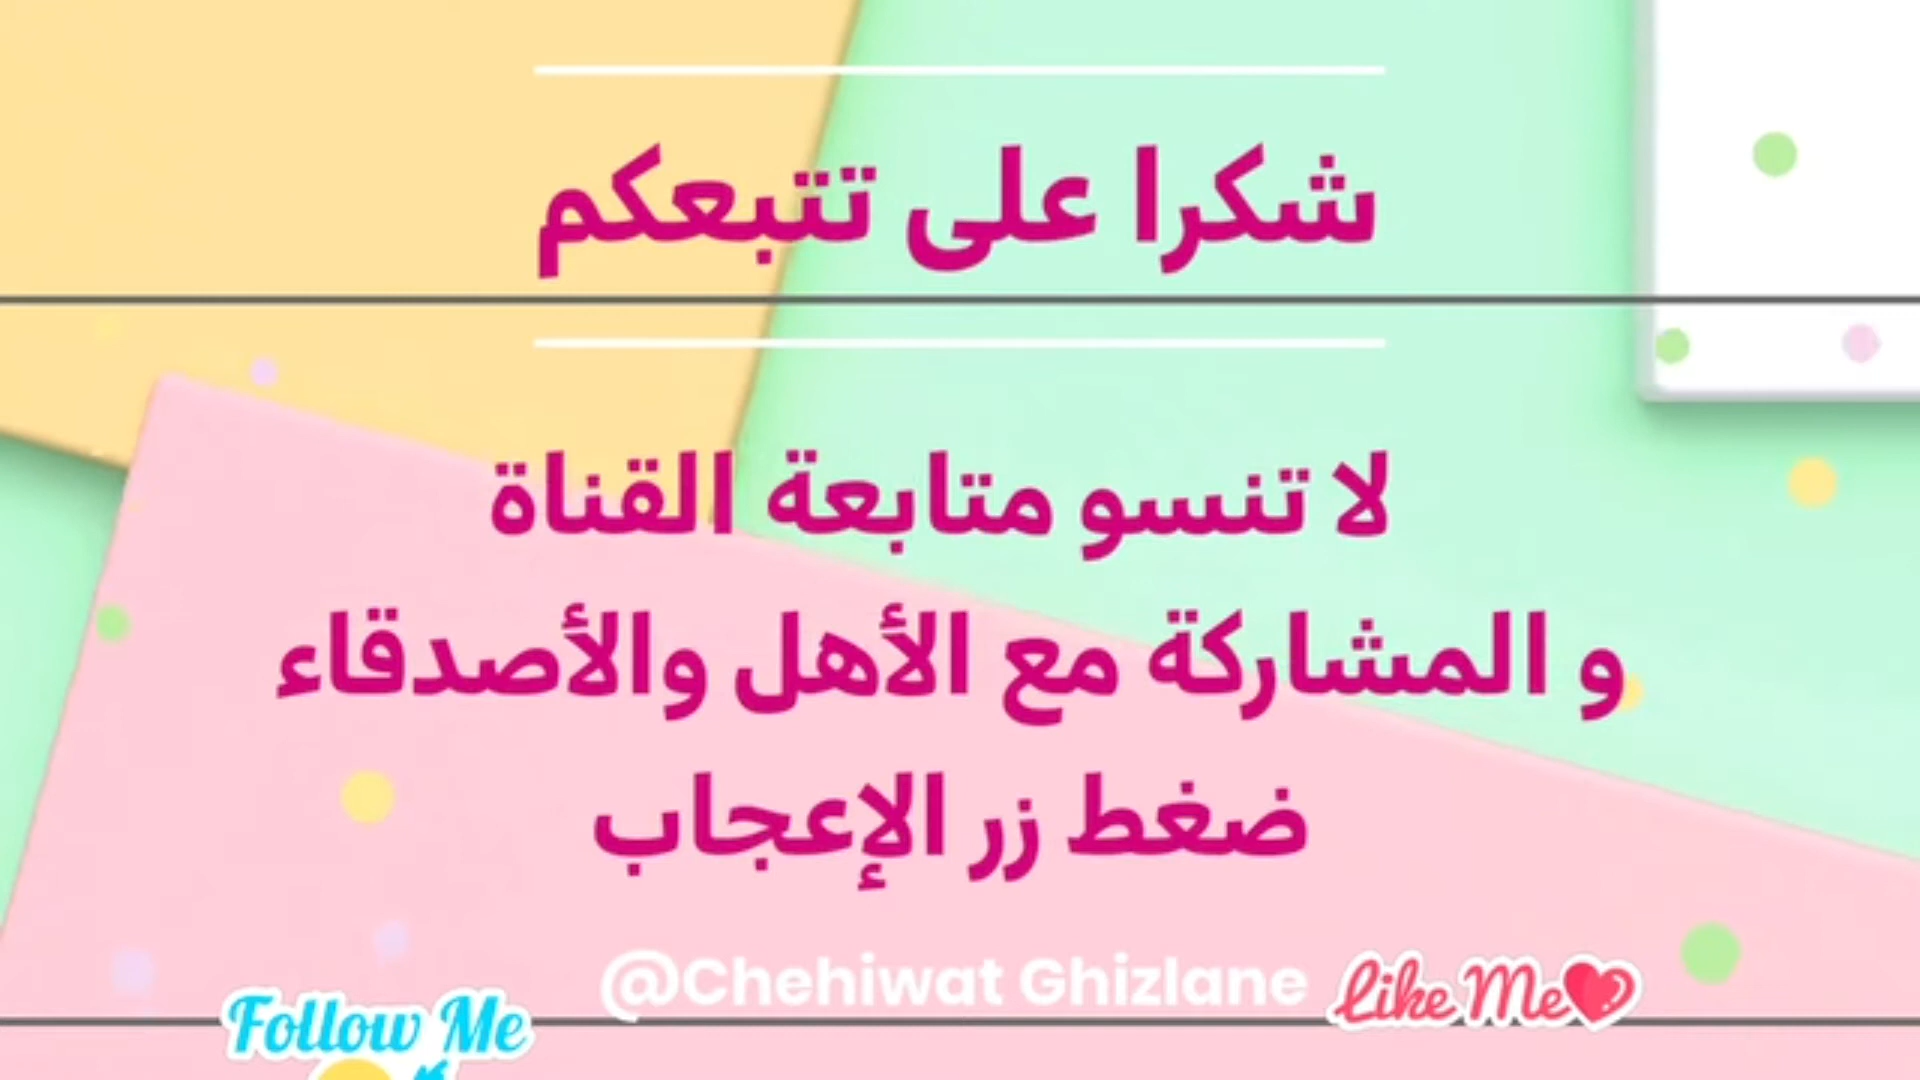 شكرا على تتبعكم
لا تنسو متابعة القناة
و المشاركة مع الأهل والأصدقاء
ضغط زر الإعجاب
@Chehiwat Ghizlane
Like Me
Follow Me